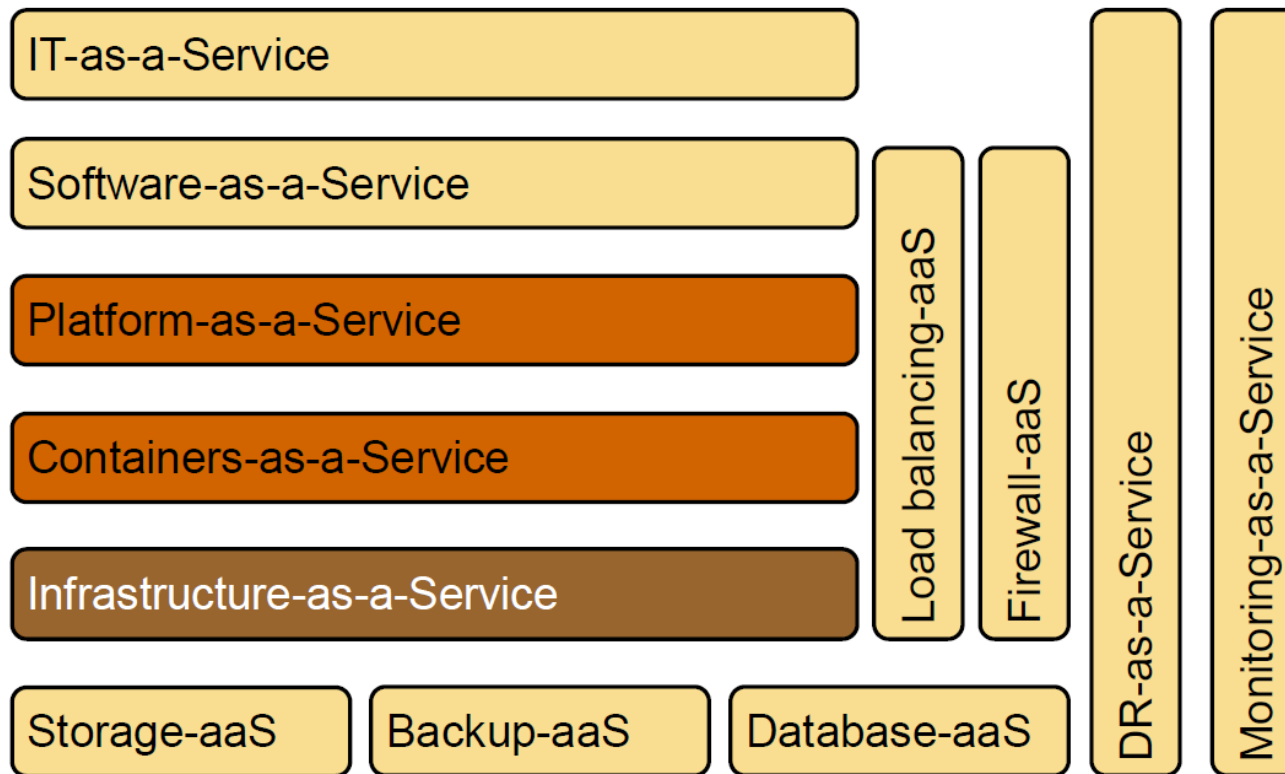 IT-as-a-Service
Software-as-a-Service
Platform-as-a-Service
Containers-as-a-Service
Infrastructure-as-a-Service
Storage-aaS
Backup-aaS
Database-aaS
Load balancing-aaS
Firewall-aaS
DR-as-a-Service
Monitoring-as-a-Service